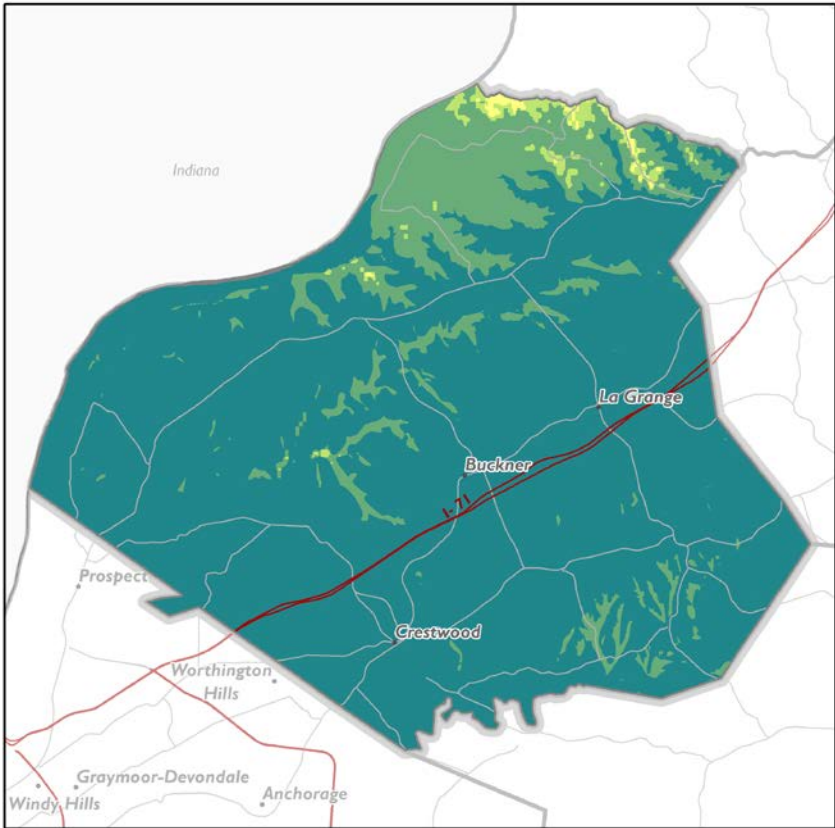 Indiana
La Grange
Buckner
I-71
Prospect
Crestwood
Worthington
Hills
Graymoor-Devondale
Windy Hills
Anchorage